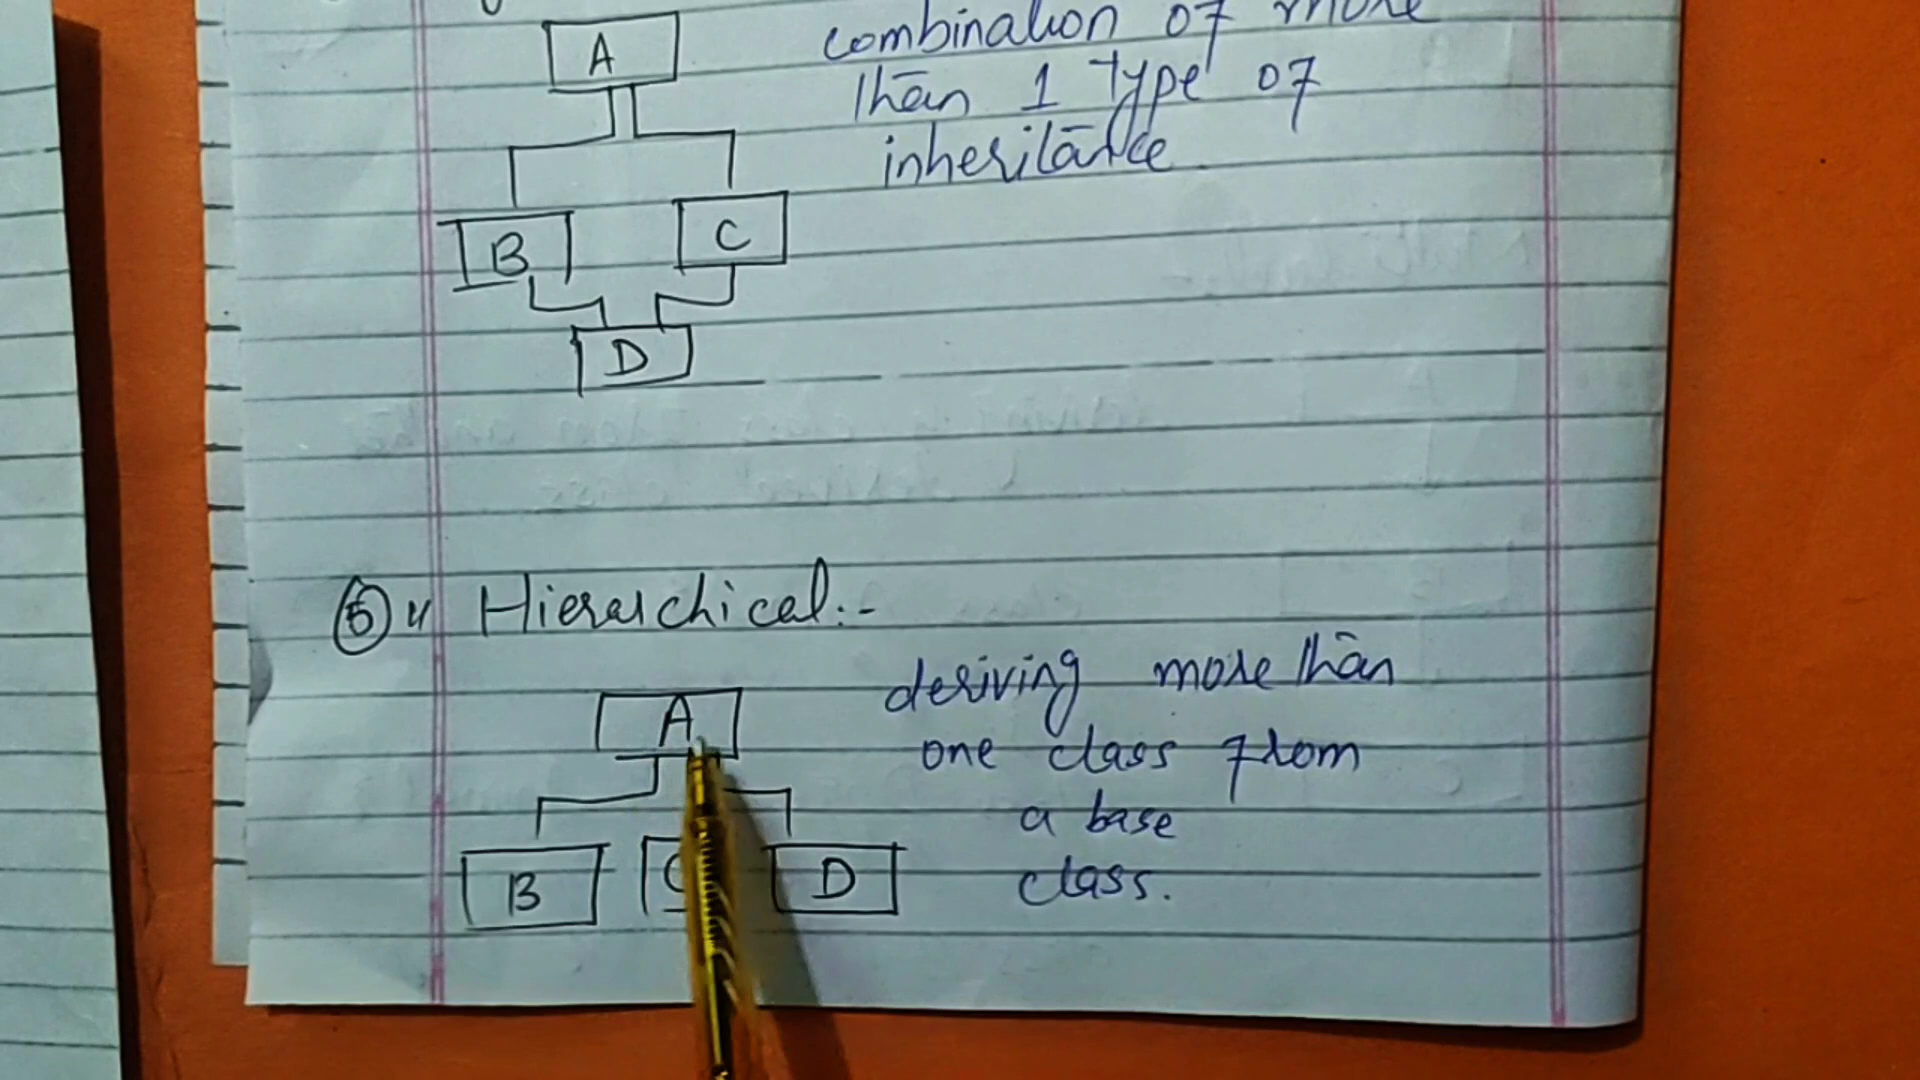 A
combination of more
than 1 type of
inheritance
B C
D
5 Hierarchical:-
deriving more than
A
one class from
a base
B C D
class.